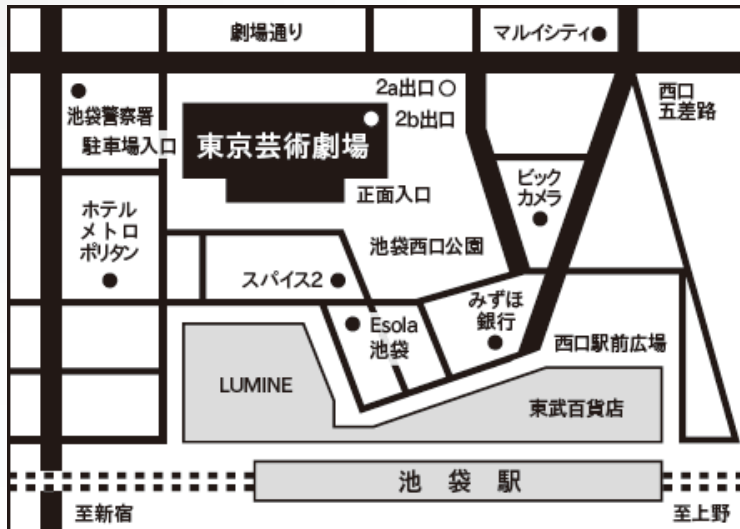 劇場通り
マルイシティ
2a出口
2b出口
西口
五差路
池袋警察署
駐車場入口
東京芸術劇場
正面入口
ビック
カメラ
ホテル
メトロ
ポリタン
池袋西口公園
スパイス2
みずほ
銀行
Esola
池袋
西口駅前広場
LUMINE
東武百貨店
池袋駅
至新宿
至上野